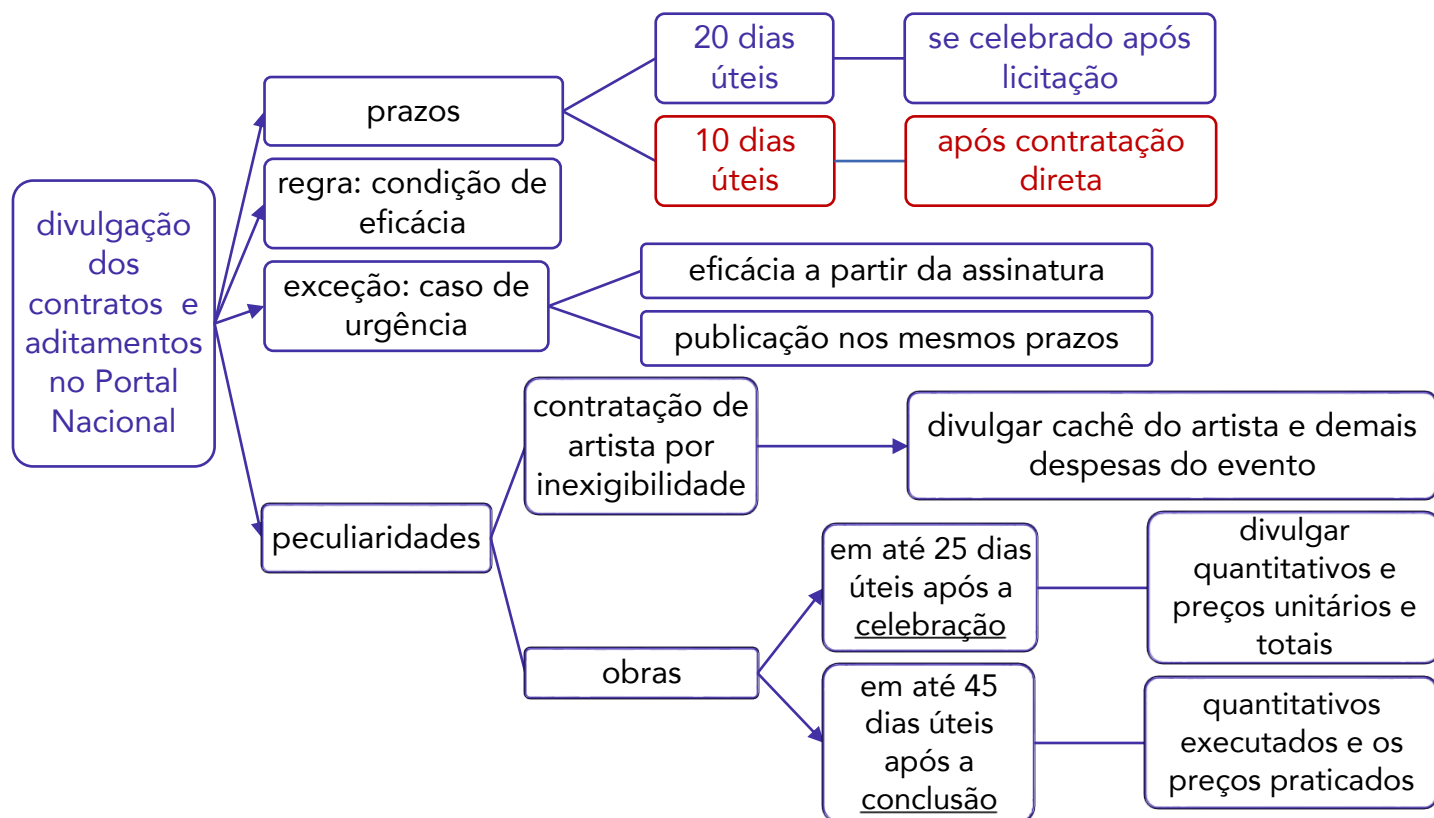 divulgação
dos
contratos e
aditamentos
no Portal
Nacional
prazos
20 dias
úteis
se celebrado após
licitação
10 dias
úteis
após contratação
direta
regra: condição de
eficácia
exceção: caso de
urgência
eficácia a partir da assinatura
publicação nos mesmos prazos
peculiaridades
contratação de
artista por
inexigibilidade
divulgar cachê do artista e demais
despesas do evento
obras
em até 25 dias
úteis após a
celebração
divulgar
quantitativos e
preços unitários e
totais
em até 45
dias úteis
após a
conclusão
quantitativos
executados e os
preços praticados